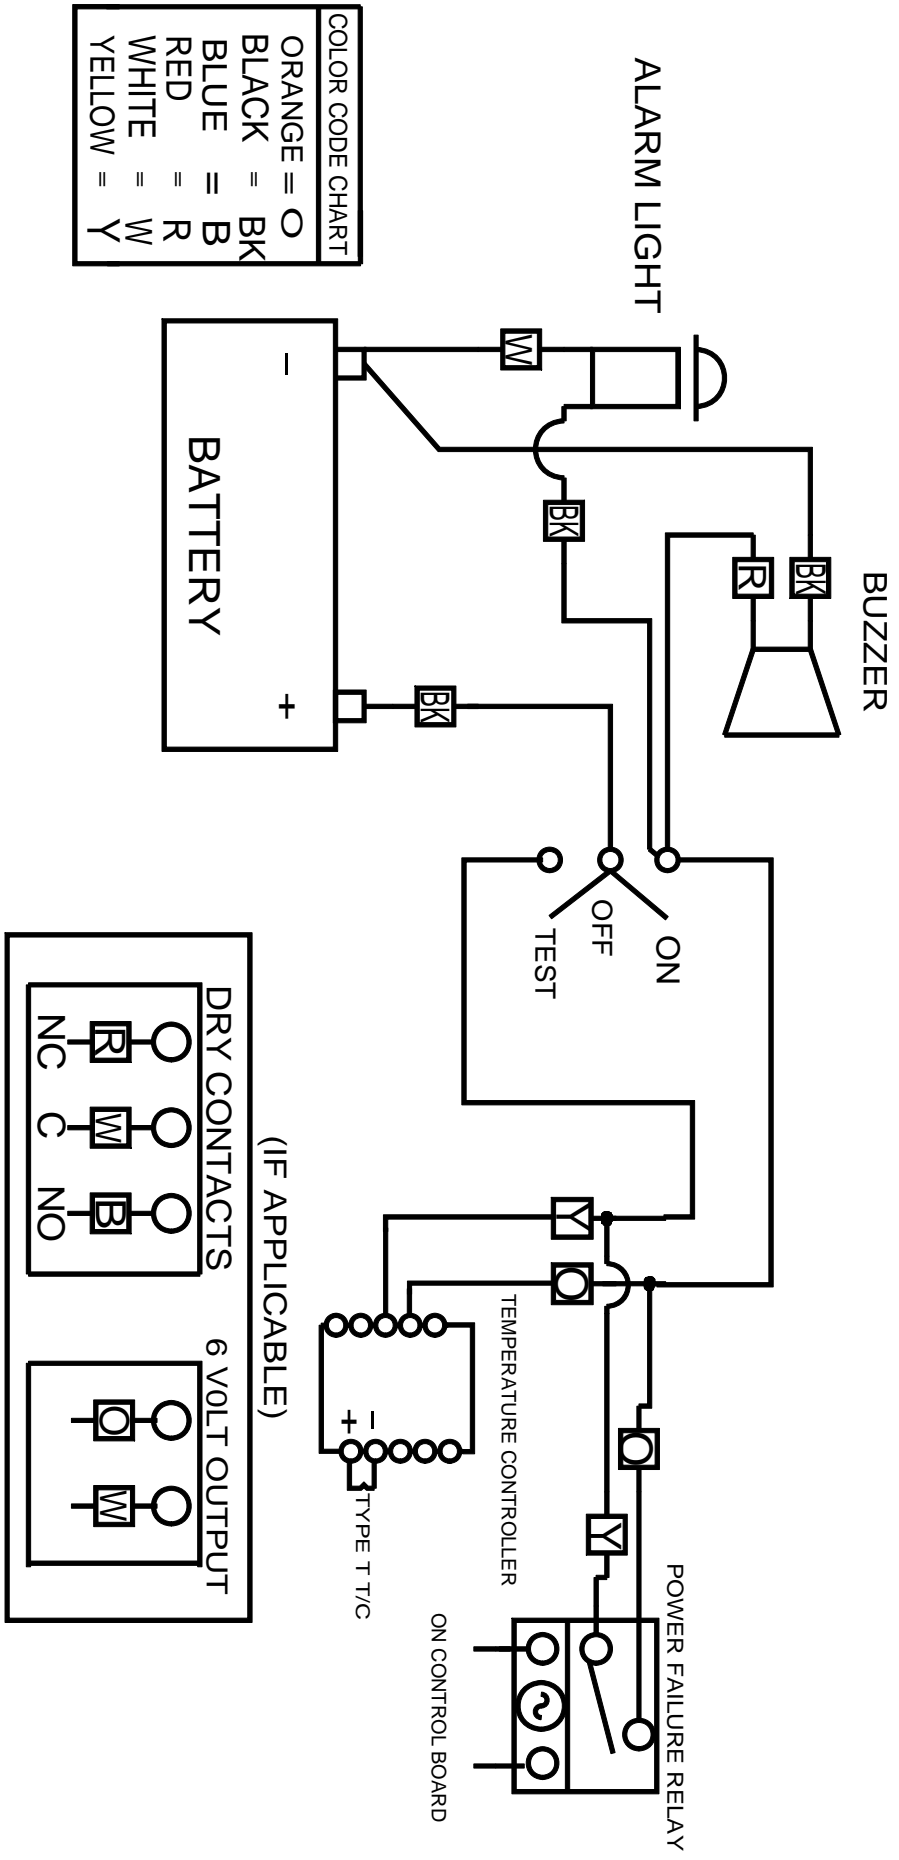 COLOR CODE CHART
ORANGE = O
BLACK = BK
BLUE = B
RED = R
WHITE = W
YELLOW = Y
ALARM LIGHT
W
BK
BUZZER
BK
R
−
BATTERY
+
BK
ON
OFF
TEST
Y
O
TEMPERATURE CONTROLLER
−
+
TYPE T T/C
O
Y
POWER FAILURE RELAY
~
ON CONTROL BOARD
(IF APPLICABLE)
DRY CONTACTS
R W B
NC C NO
6 VOLT OUTPUT
O W